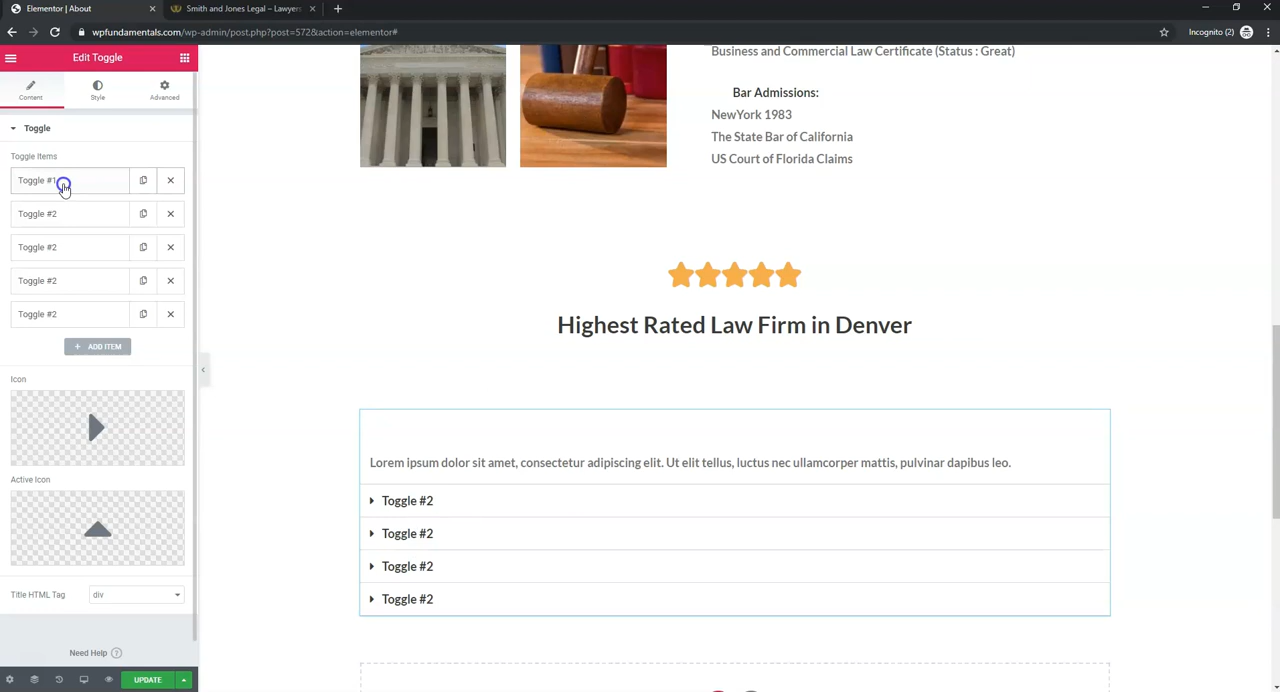 Elementor | About
Smith and Jones Legal – Lawyers
wpfundamentals.com/wp-admin/post.php?post=572&action=elementor#
Incognito (2)
Edit Toggle
Content
Style
Advanced
Toggle
Toggle Items
Toggle #1
Toggle #2
Toggle #2
Toggle #2
Toggle #2
ADD ITEM
Icon
Active Icon
Title HTML Tag
div
Need Help
UPDATE
Business and Commercial Law Certificate (Status : Great)
Bar Admissions:
NewYork 1983
The State Bar of California
US Court of Florida Claims
Highest Rated Law Firm in Denver
Lorem ipsum dolor sit amet, consectetur adipiscing elit. Ut elit tellus, luctus nec ullamcorper mattis, pulvinar dapibus leo.
Toggle #2
Toggle #2
Toggle #2
Toggle #2